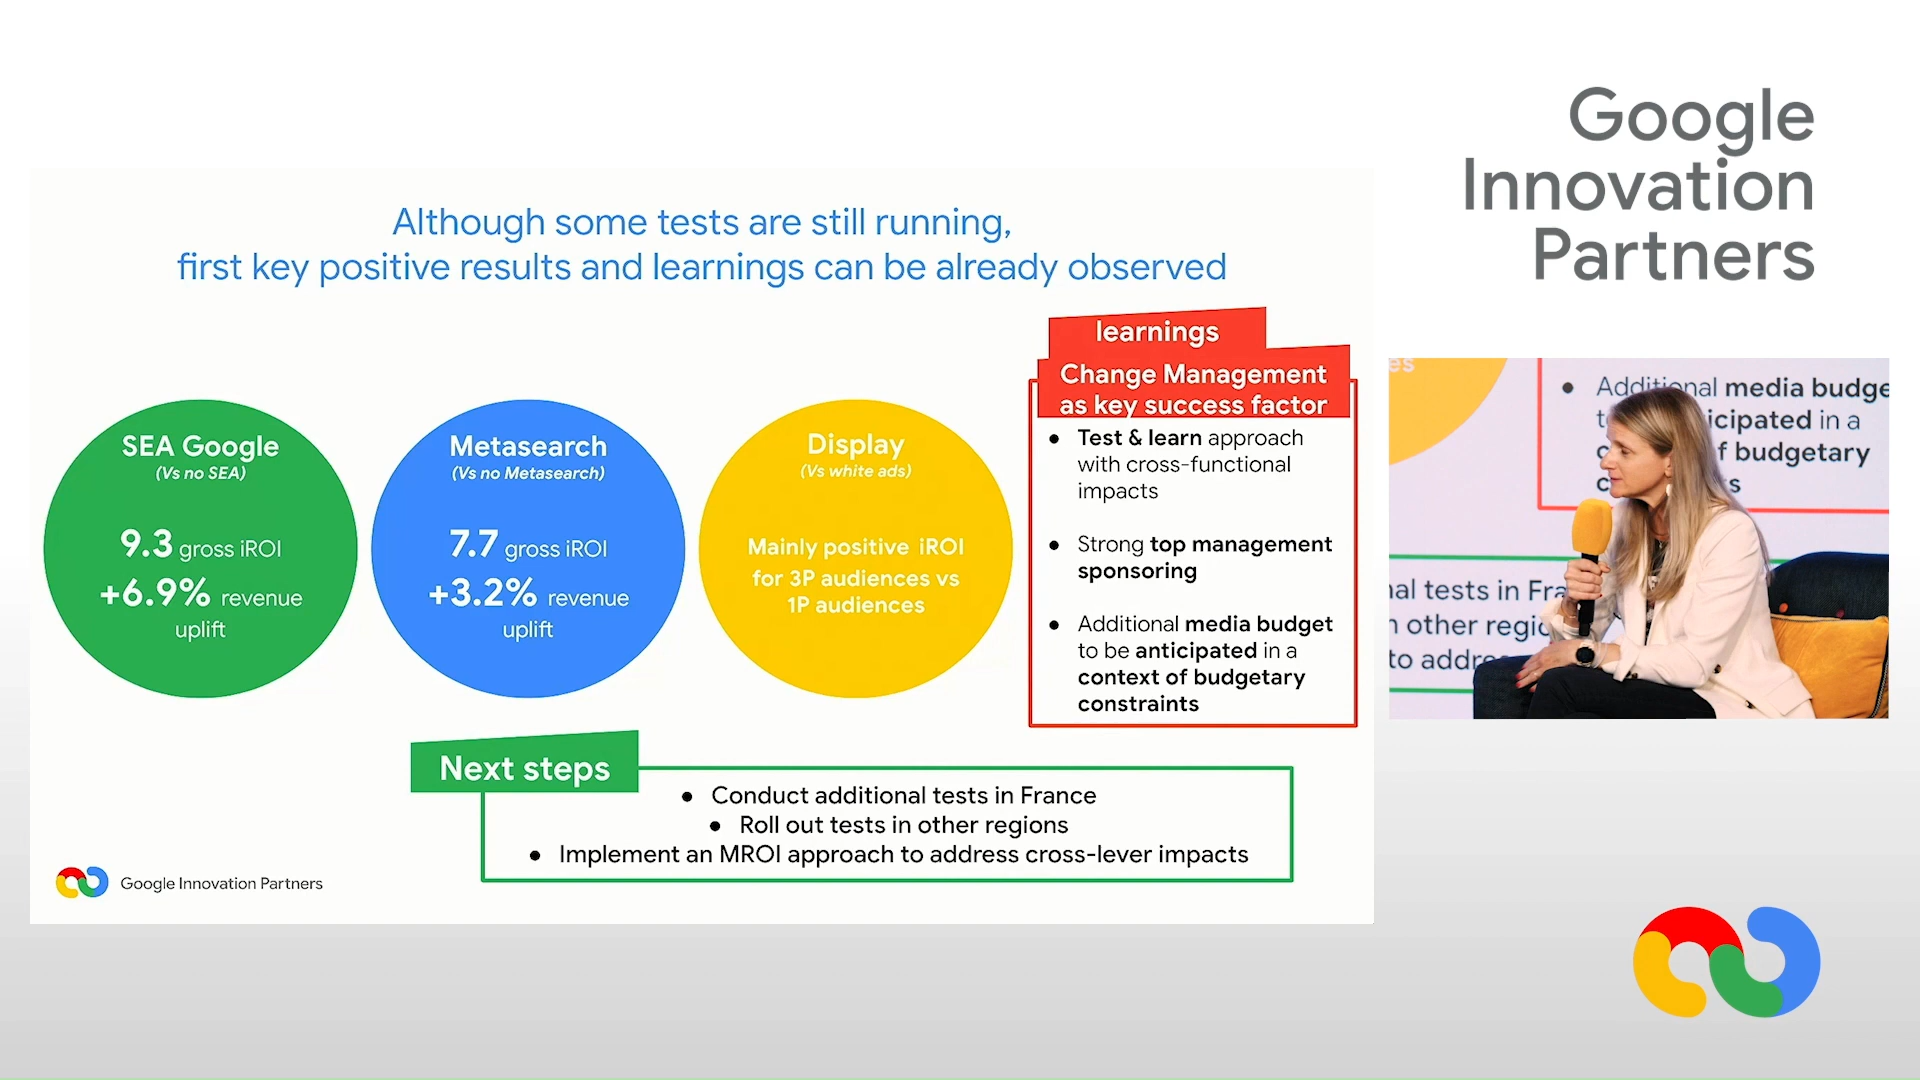 Google
Innovation
Partners
Although some tests are still running,
first key positive results and learnings can be already observed
SEA Google
(Vs no SEA)
9.3 gross iROI
+6.9% revenue
uplift
Metasearch
(Vs no Metasearch)
7.7 gross iROI
+3.2% revenue
uplift
Display
(Vs white ads)
Mainly positive iROI
for 3P audiences vs
1P audiences
learnings
Change Management
as key success factor
● Test & learn approach
with cross-functional
impacts
● Strong top management
sponsoring
● Additional media budget
to be anticipated in a
context of budgetary
constraints
Next steps
● Conduct additional tests in France
● Roll out tests in other regions
● Implement an MROI approach to address cross-lever impacts
Google Innovation Partners
es
● Additional media budge
icipated in a
f budgetary
s
al tests in Fra
n other regio
to addre